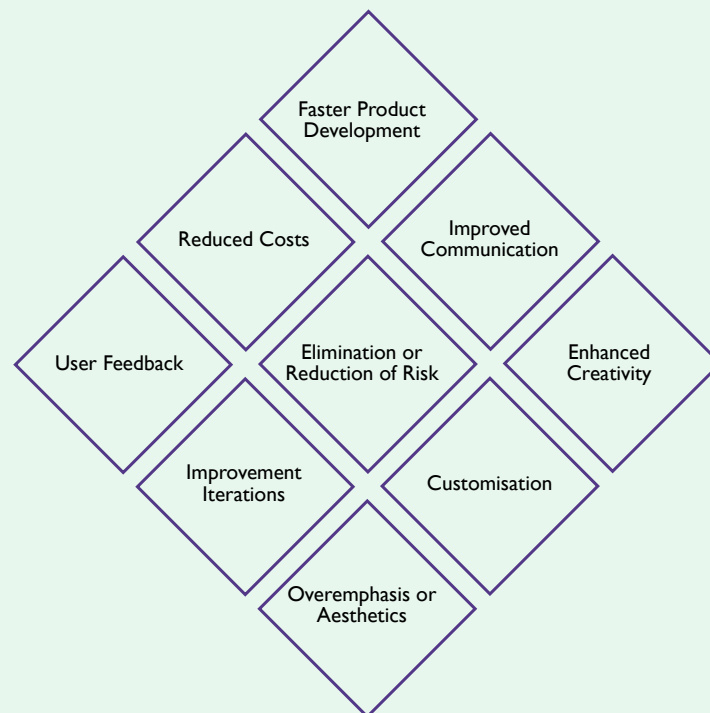 Faster Product
Development
Reduced Costs
Improved
Communication
User Feedback
Elimination or
Reduction of Risk
Enhanced
Creativity
Improvement
Iterations
Customisation
Overemphasis or
Aesthetics